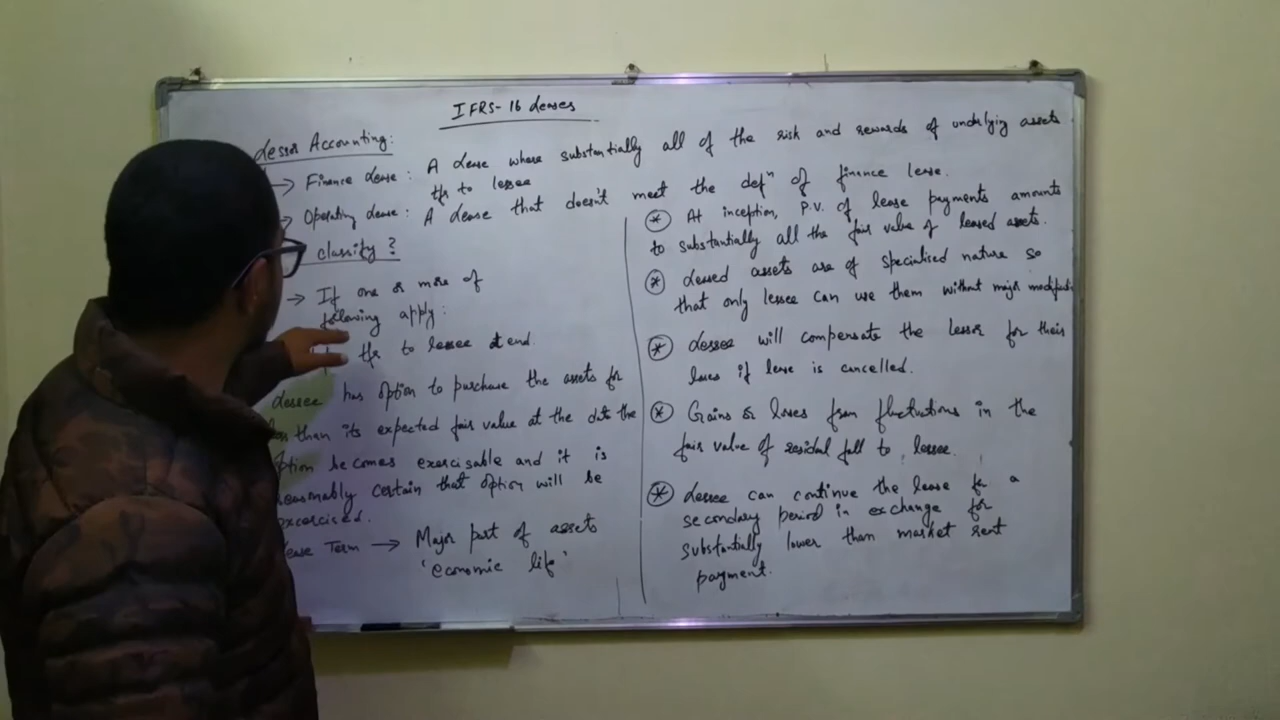 IFRS-16 Leases
Lessor Accounting:
→ Finance Lease : A Lease where substantially all of the risk and rewards of underlying assets
tfr to lessee
→ Operating Lease : A Lease that doesn't meet the defⁿ of finance lease.
classify ?
→ If one or more of
following apply:
tfr to lessee at end.
Lessee has option to purchase the assets for
than its expected fair value at the date the
option becomes exercisable and it is
reasonably certain that option will be
excercised.
Lease Term → Major part of assets
'economic life'
* At inception, P.V. of lease payments amounts
to substantially all the fair value of leased assets.
* Leased assets are of specialised nature so
that only lessee can use them without major
* Lessee will compensate the lessor for their
loses if lease is cancelled.
* Gains & loses from fluctutions in the
fair value of residal fall to lessee.
* Lessee can continue the lease for a
secondary period in exchange for
substantially lower than market rent
payment.